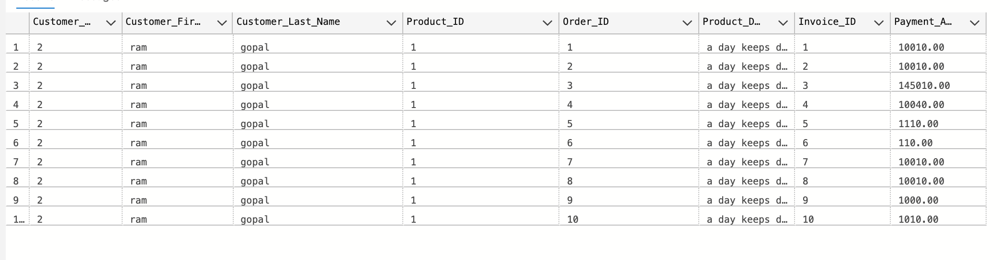 Customer_… Customer_Fir… Customer_Last_Name Product_ID Order_ID Product_D… Invoice_ID Payment_A…
1 2 ram gopal 1 1 a day keeps d… 1 10010.00
2 2 ram gopal 1 2 a day keeps d… 2 10010.00
3 2 ram gopal 1 3 a day keeps d… 3 145010.00
4 2 ram gopal 1 4 a day keeps d… 4 10040.00
5 2 ram gopal 1 5 a day keeps d… 5 1110.00
6 2 ram gopal 1 6 a day keeps d… 6 110.00
7 2 ram gopal 1 7 a day keeps d… 7 10010.00
8 2 ram gopal 1 8 a day keeps d… 8 10010.00
9 2 ram gopal 1 9 a day keeps d… 9 1000.00
1… 2 ram gopal 1 10 a day keeps d… 10 1010.00